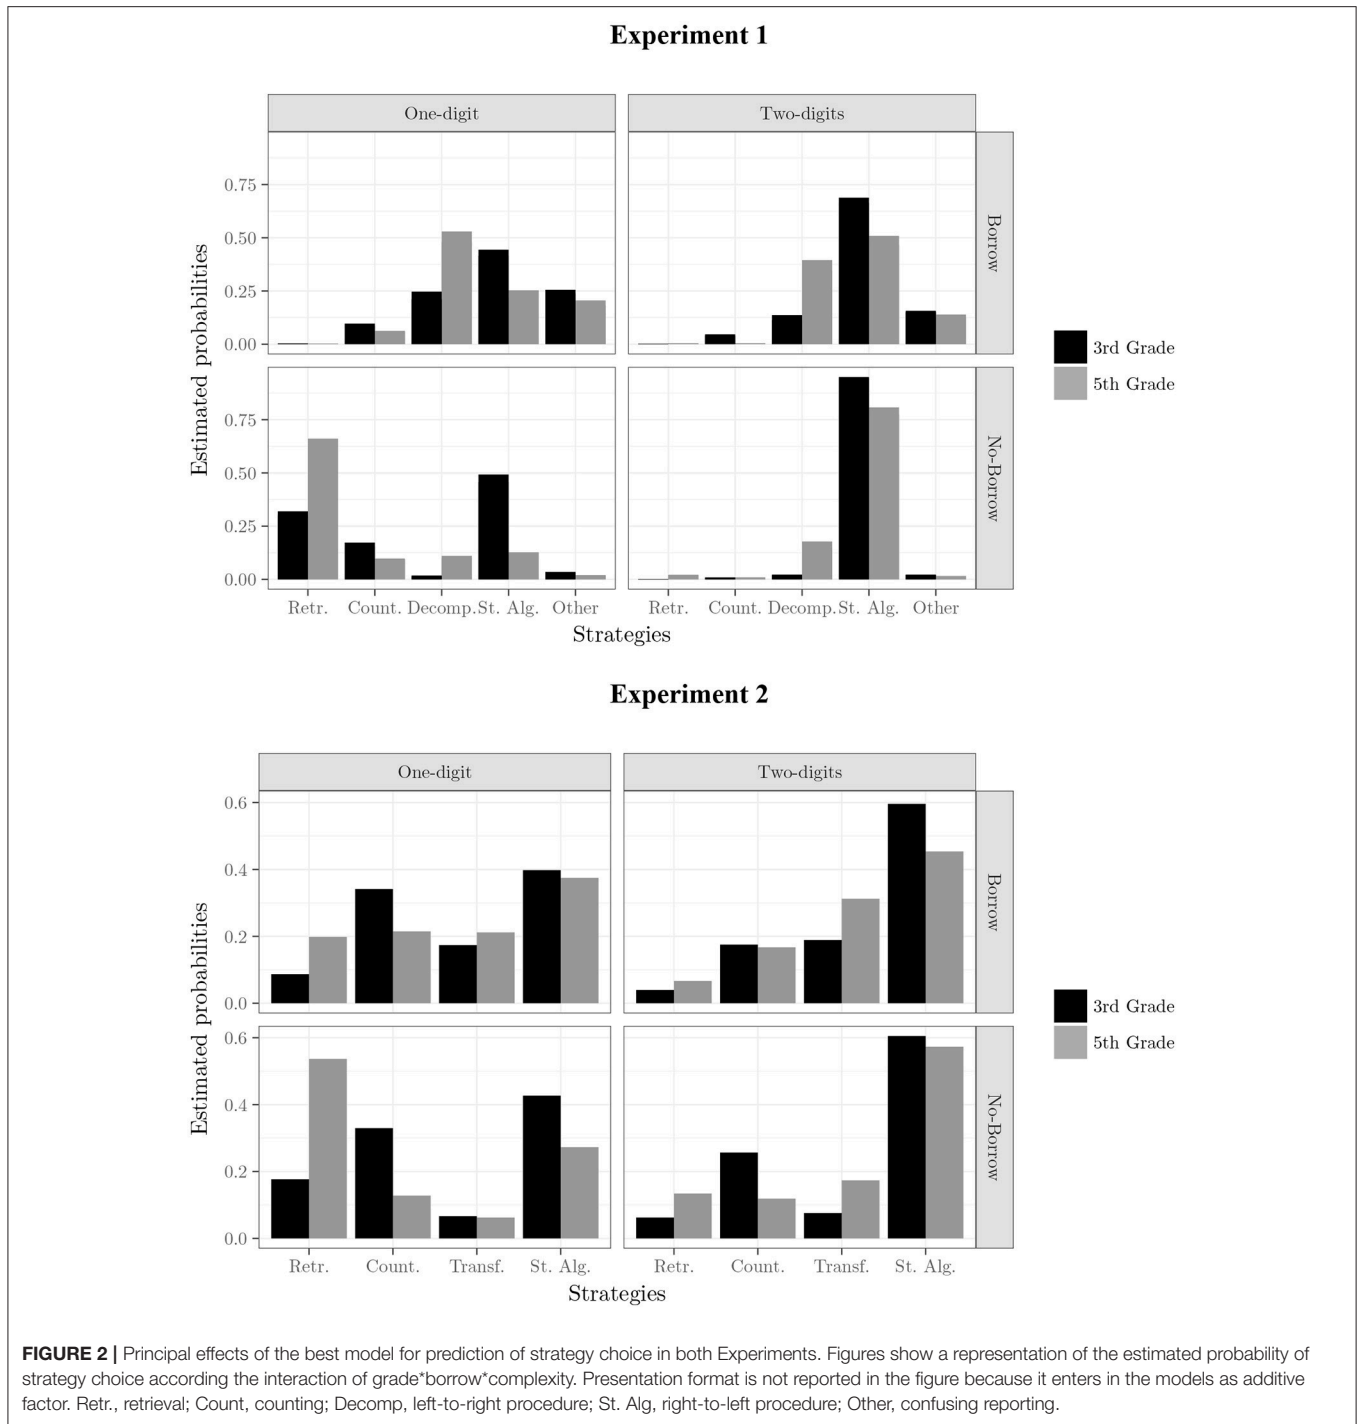 Experiment 1
One-digit
Two-digits
0.75
0.50
0.25
0.00
Borrow
0.75
0.50
0.25
0.00
No-Borrow
Estimated probabilities
Retr. Count. Decomp. St. Alg. Other
Retr. Count. Decomp. St. Alg. Other
Strategies
3rd Grade
5th Grade
Experiment 2
One-digit
Two-digits
0.6
0.4
0.2
0.0
Borrow
0.6
0.4
0.2
0.0
No-Borrow
Estimated probabilities
Retr. Count. Transf. St. Alg.
Retr. Count. Transf. St. Alg.
Strategies
3rd Grade
5th Grade
FIGURE 2 | Principal effects of the best model for prediction of strategy choice in both Experiments. Figures show a representation of the estimated probability of
strategy choice according the interaction of grade*borrow*complexity. Presentation format is not reported in the figure because it enters in the models as additive
factor. Retr., retrieval; Count, counting; Decomp, left-to-right procedure; St. Alg, right-to-left procedure; Other, confusing reporting.